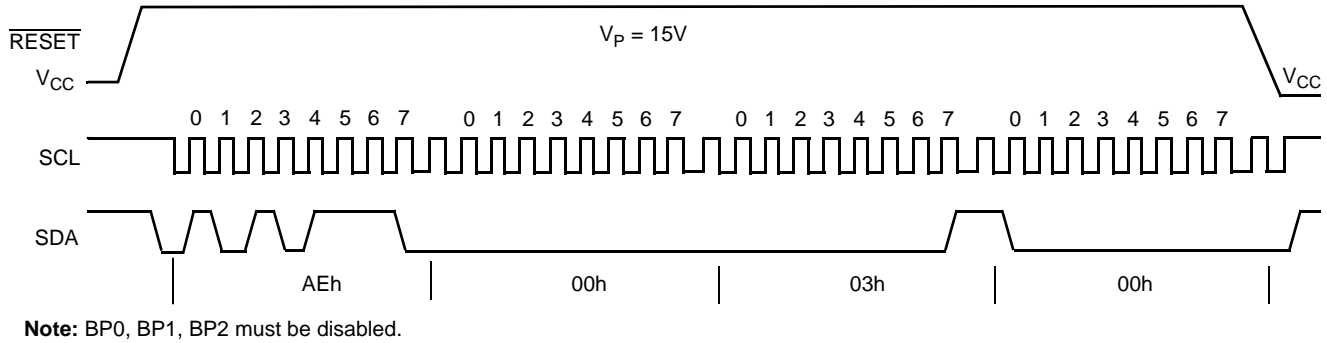 RESET
V_P = 15V
V_CC
V_CC
0 1 2 3 4 5 6 7 0 1 2 3 4 5 6 7 0 1 2 3 4 5 6 7 0 1 2 3 4 5 6 7
SCL
SDA
AEh 00h 03h 00h
Note: BP0, BP1, BP2 must be disabled.